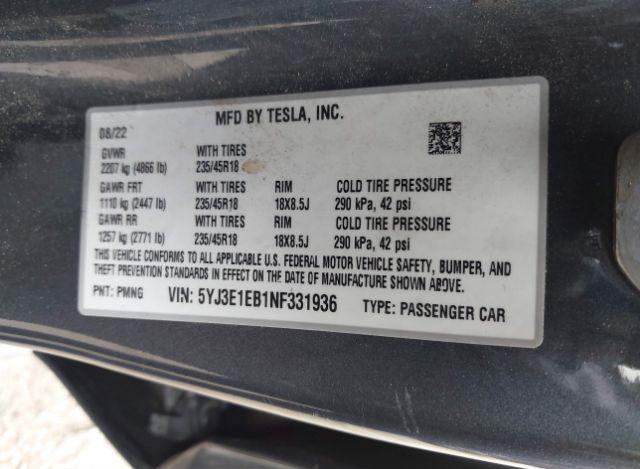 MFD BY TESLA, INC.
08/22
GVWR WITH TIRES
2207 kg (4866 lb) 235/45R18
GAWR FRT WITH TIRES RIM COLD TIRE PRESSURE
1110 kg (2447 lb) 235/45R18 18X8.5J 290 kPa, 42 psi
GAWR RR WITH TIRES RIM COLD TIRE PRESSURE
1257 kg (2771 lb) 235/45R18 18X8.5J 290 kPa, 42 psi
THIS VEHICLE CONFORMS TO ALL APPLICABLE U.S. FEDERAL MOTOR VEHICLE SAFETY, BUMPER, AND
THEFT PREVENTION STANDARDS IN EFFECT ON THE DATE OF MANUFACTURE SHOWN ABOVE.
PNT: PMNG VIN: 5YJ3E1EB1NF331936 TYPE: PASSENGER CAR